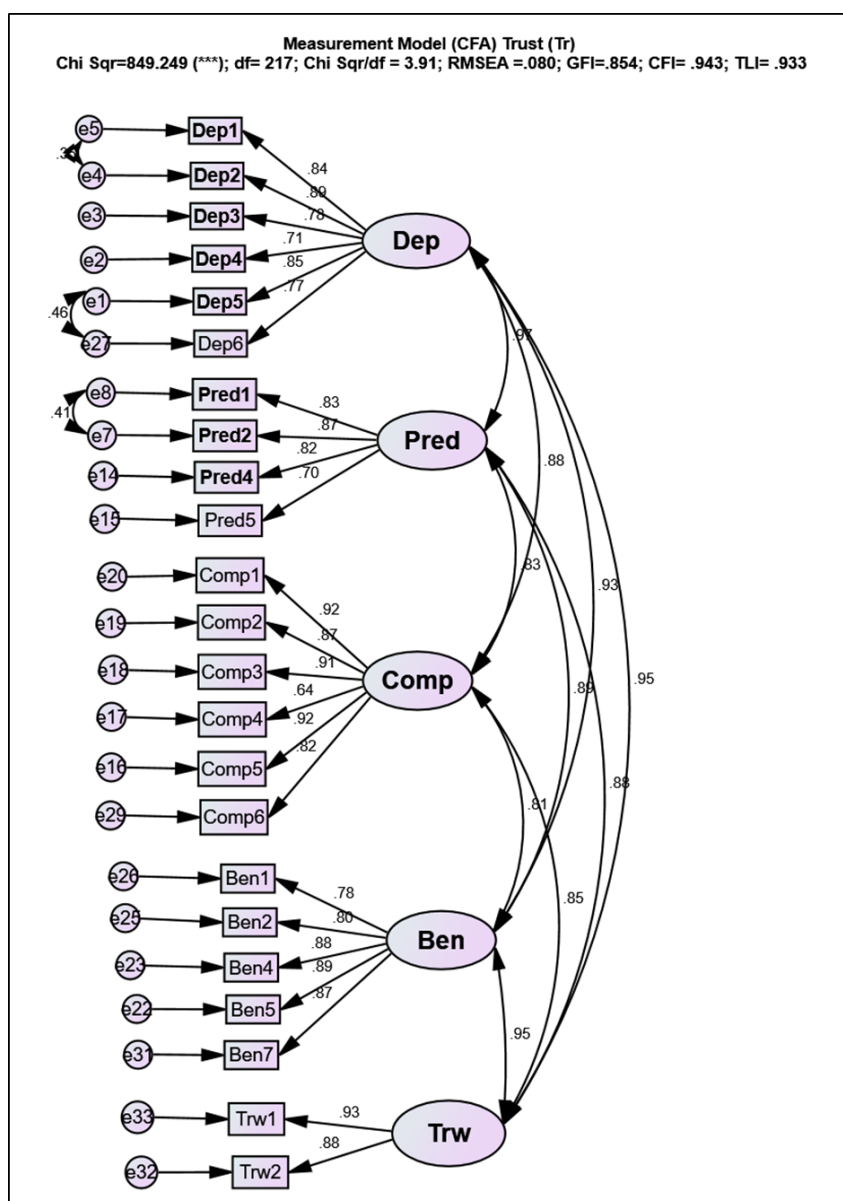 Measurement Model (CFA) Trust (Tr)
Chi Sqr=849.249 (***); df= 217; Chi Sqr/df = 3.91; RMSEA =.080; GFI=.854; CFI= .943; TLI= .933
e5 Dep1
e4 Dep2
e3 Dep3
e2 Dep4
e1 Dep5
e27 Dep6
.46
.84
.89
.78
.71
.85
.77
Dep
e8 Pred1
e7 Pred2
e14 Pred4
e15 Pred5
.41
.83
.87
.82
.70
Pred
e20 Comp1
e19 Comp2
e18 Comp3
e17 Comp4
e16 Comp5
e29 Comp6
.92
.87
.91
.64
.92
.82
Comp
e26 Ben1
e25 Ben2
e23 Ben4
e22 Ben5
e31 Ben7
.78
.80
.88
.89
.87
Ben
e33 Trw1
e32 Trw2
.93
.88
Trw
.97
.88
.83
.93
.89
.95
.88
.81
.85
.95